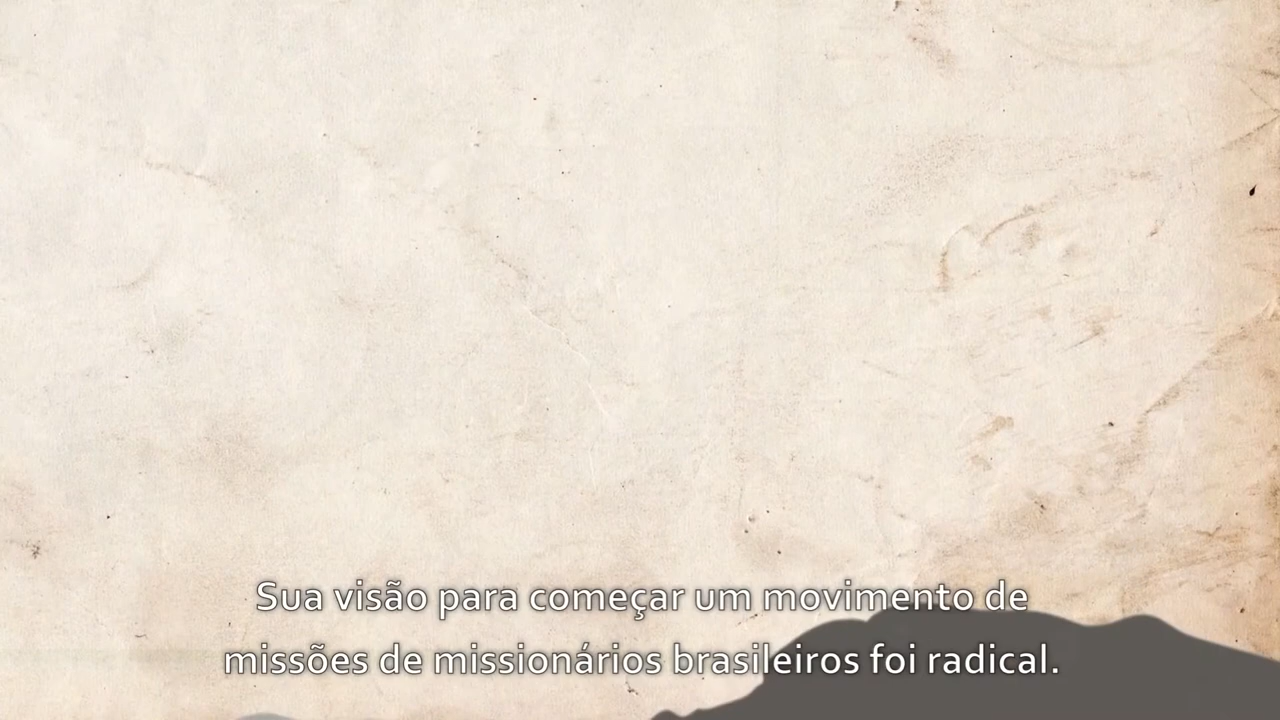 Sua visão para começar um movimento de
missões de missionários brasileiros foi radical.